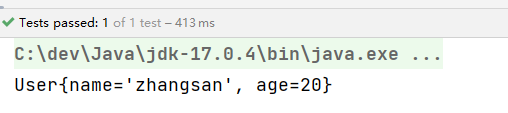 Tests passed: 1 of 1 test – 413 ms
C:\dev\Java\jdk-17.0.4\bin\java.exe ...
User{name='zhangsan', age=20}